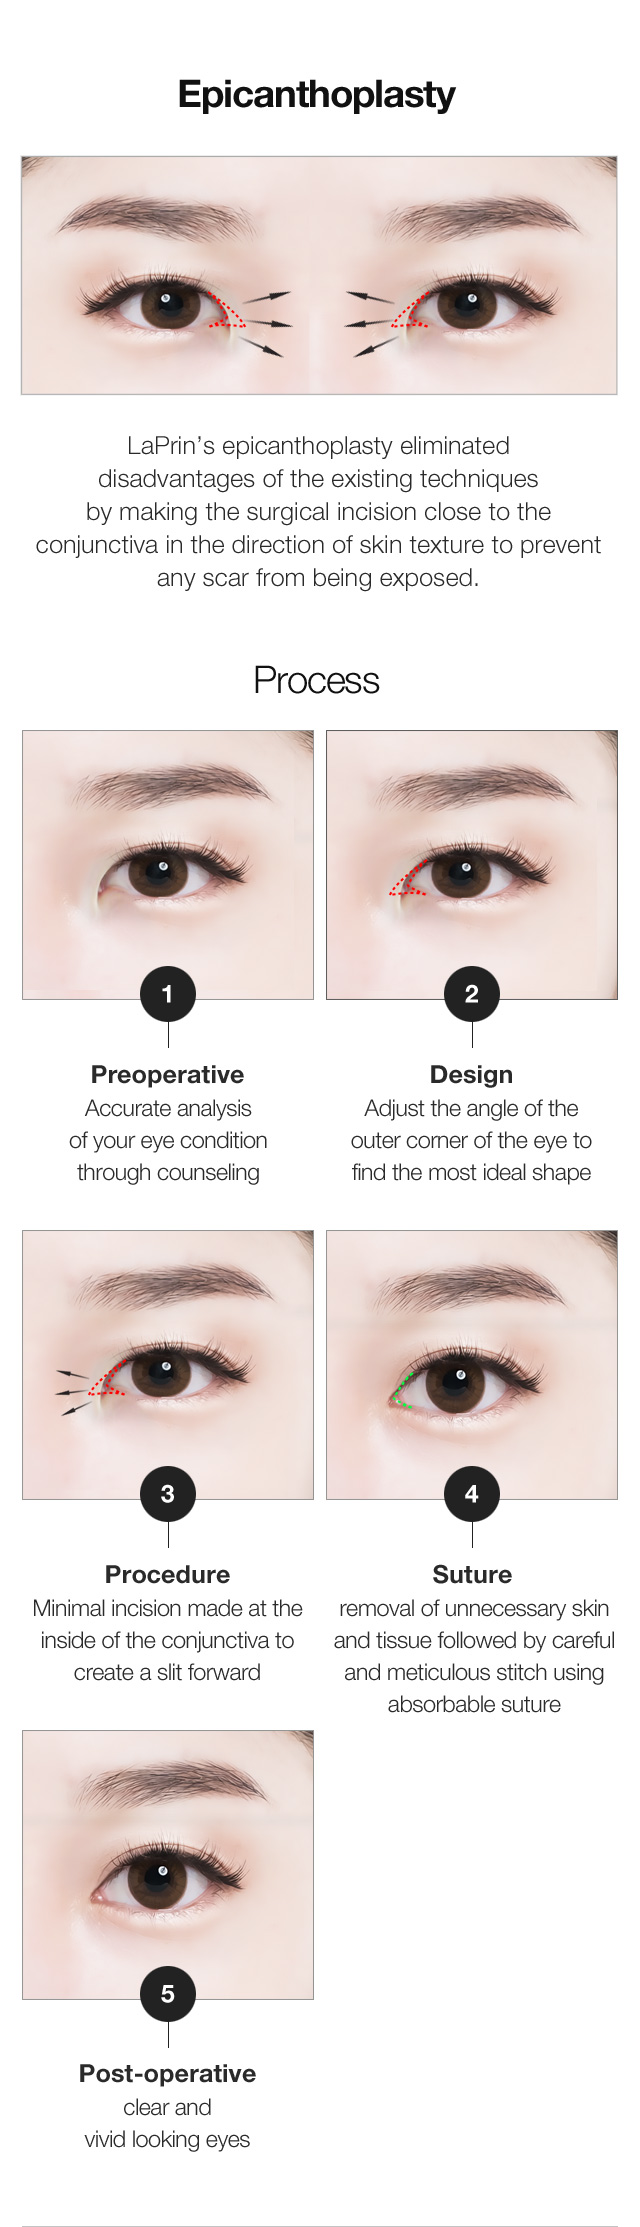 Epicanthoplasty
LaPrin’s epicanthoplasty eliminated
disadvantages of the existing techniques
by making the surgical incision close to the
conjunctiva in the direction of skin texture to prevent
any scar from being exposed.
Process
1
Preoperative
Accurate analysis
of your eye condition
through counseling
2
Design
Adjust the angle of the
outer corner of the eye to
find the most ideal shape
3
Procedure
Minimal incision made at the
inside of the conjunctiva to
create a slit forward
4
Suture
removal of unnecessary skin
and tissue followed by careful
and meticulous stitch using
absorbable suture
5
Post-operative
clear and
vivid looking eyes